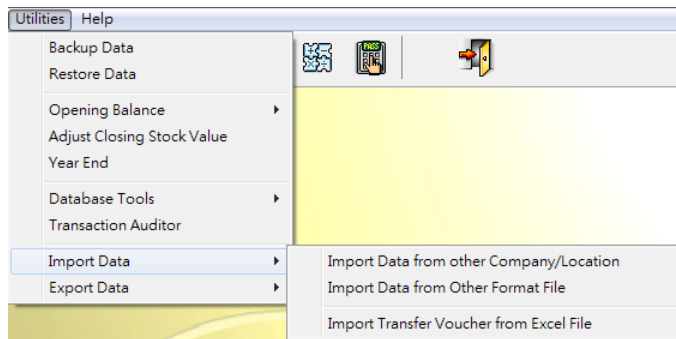 Utilities Help
Backup Data
Restore Data
PASS
Opening Balance
Adjust Closing Stock Value
Year End
Database Tools
Transaction Auditor
Import Data
Export Data
Import Data from other Company/Location
Import Data from Other Format File
Import Transfer Voucher from Excel File